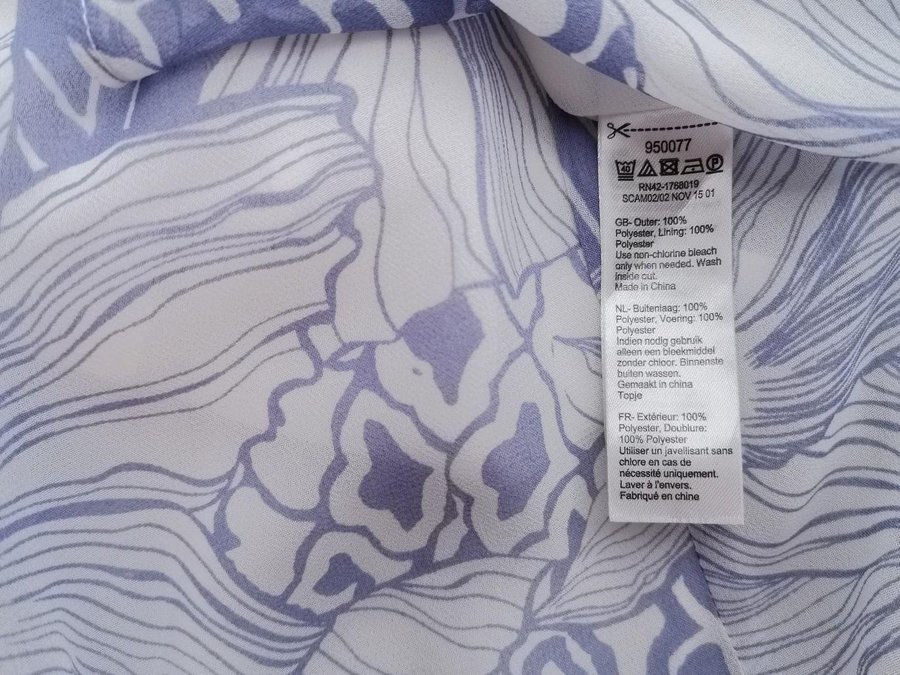 950077
40 P
RN42-1768019
SCAM02/02 NOV 15 01
GB- Outer: 100%
Polyester, Lining: 100%
Polyester
Use non-chlorine bleach
only when needed. Wash
inside out.
Made in China
NL- Buitenlaag: 100%
Polyester, Voering: 100%
Polyester
Indien nodig gebruik
alleen een bleekmiddel
zonder chloor. Binnenste
buiten wassen.
Gemaakt in china
Topje
FR- Extérieur: 100%
Polyester, Doublure:
100% Polyester
Utiliser un javellisant sans
chlore en cas de
nécessité uniquement.
Laver à l'envers.
Fabriqué en chine